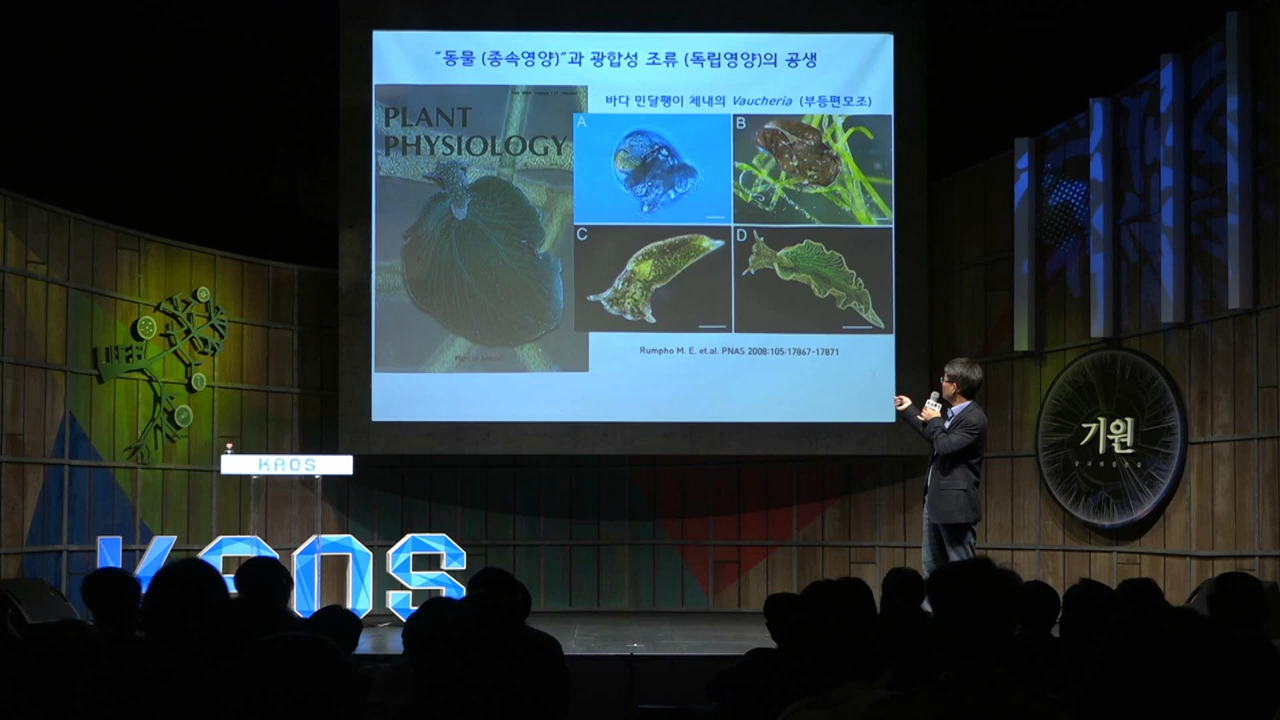 "동물 (종속영양)"과 광합성 조류 (독립영양)의 공생
PLANT
PHYSIOLOGY
바다 민달팽이 체내의 Vaucheria (부등편모조)
A
B
C
D
Rumpho M. E. et.al. PNAS 2008;105:17867-17871
KAOS
KAOS
기원